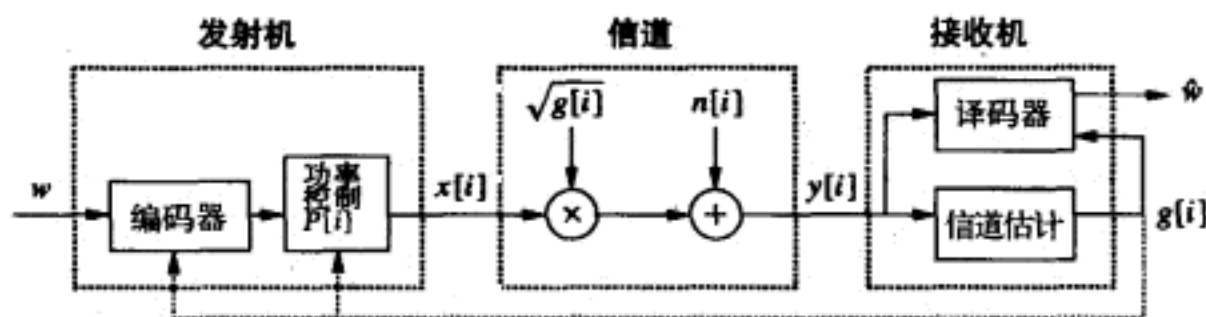 发射机
信道
接收机
√g[i]
n[i]
译码器
ŵ
w
编码器
功率
控制
P[i]
x[i]
×
+
y[i]
信道估计
g[i]